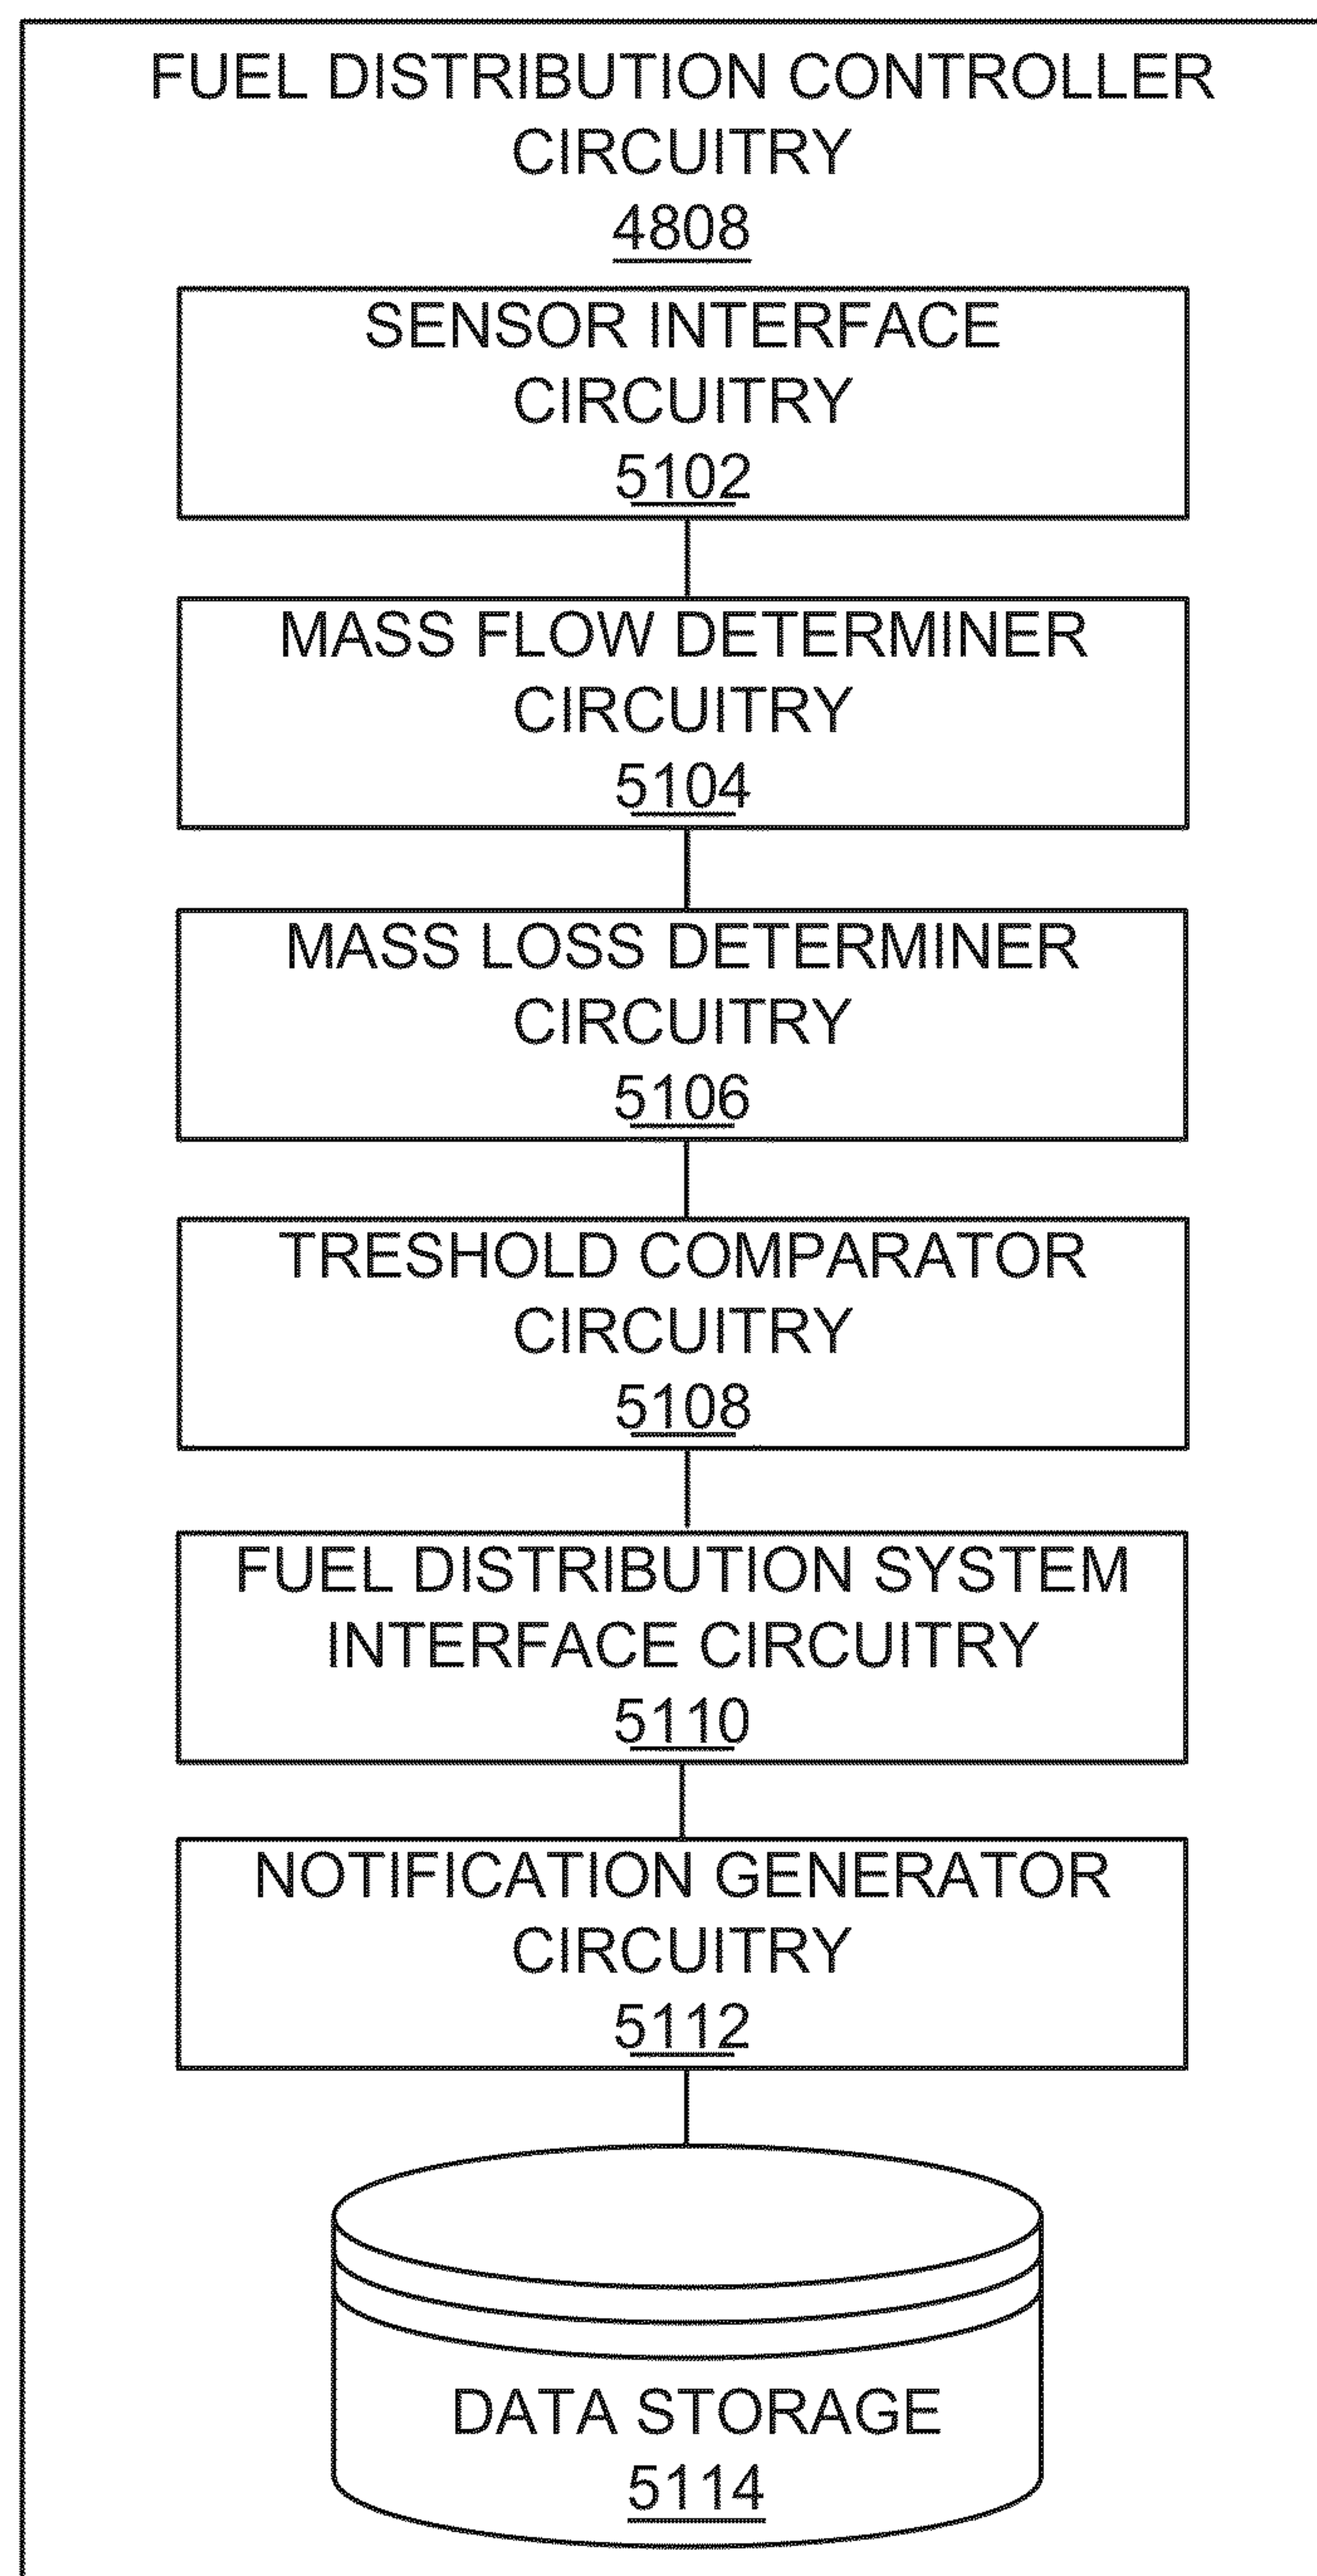 FUEL DISTRIBUTION CONTROLLER
CIRCUITRY
4808
SENSOR INTERFACE
CIRCUITRY
5102
MASS FLOW DETERMINER
CIRCUITRY
5104
MASS LOSS DETERMINER
CIRCUITRY
5106
TRESHOLD COMPARATOR
CIRCUITRY
5108
FUEL DISTRIBUTION SYSTEM
INTERFACE CIRCUITRY
5110
NOTIFICATION GENERATOR
CIRCUITRY
5112
DATA STORAGE
5114